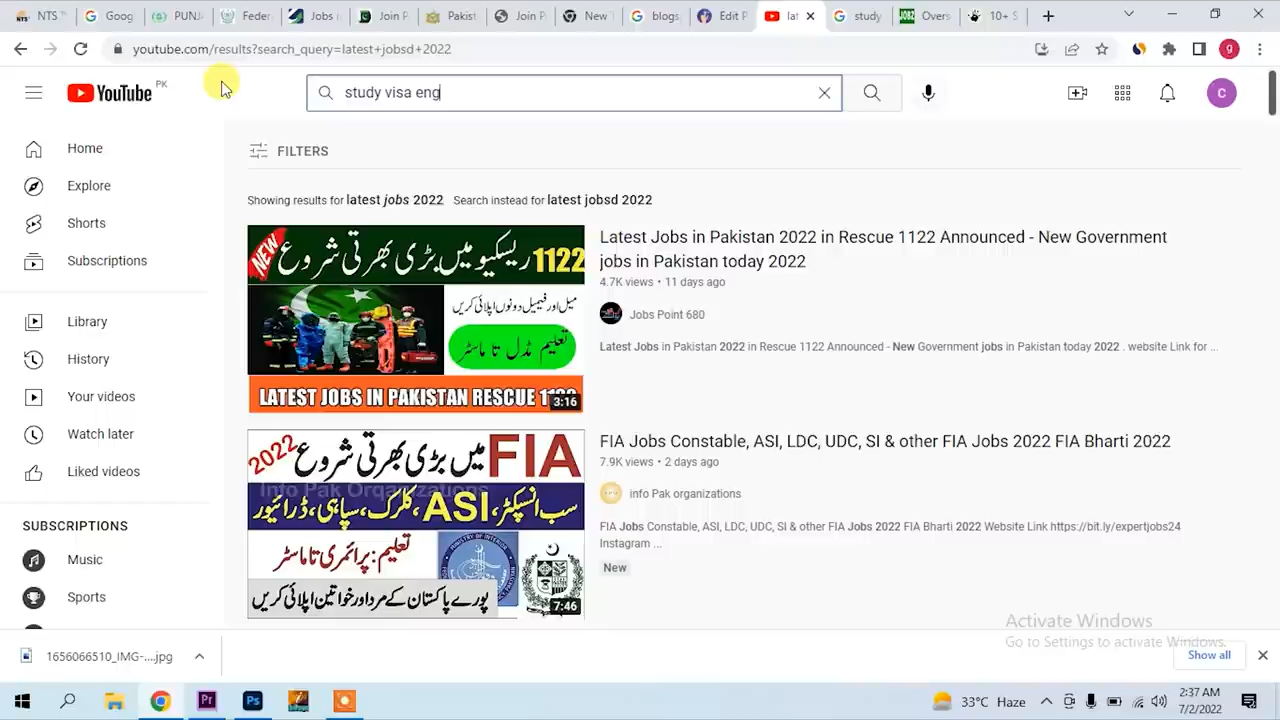 NTS "
Goog
PUN.
Feder
Jobs i
Join P
Pakist
Join P
New T
blogs
Edit P
lat
study
Overs
10+ S
youtube.com/results?search_query=latest+jobsd+2022
g
YouTube PK
study visa eng
C
Home
Explore
Shorts
Subscriptions
Library
History
Your videos
Watch later
Liked videos
SUBSCRIPTIONS
Music
Sports
FILTERS
Showing results for latest jobs 2022 Search instead for latest jobsd 2022
NEW
1122 ریسکیو میں بڑی بھرتی شروع
میل اور فیمیل دونوں اپلائی کریں
تعلیم مڈل تا ماسٹر
LATEST JOBS IN PAKISTAN RESCUE 1122
3:16
Latest Jobs in Pakistan 2022 in Rescue 1122 Announced - New Government
jobs in Pakistan today 2022
4.7K views • 11 days ago
Jobs Point 680
Latest Jobs in Pakistan 2022 in Rescue 1122 Announced - New Government jobs in Pakistan today 2022 . website Link for ...
2022
FIA میں بڑی بھرتی شروع
Info Pak Organizations
سب انسپکٹر، ASI، کلرک، سپاہی، ڈرائیور
تعلیم: پرائمری تا ماسٹر
پورے پاکستان کے مرد اور خواتین اپلائی کریں
7:46
FIA Jobs Constable, ASI, LDC, UDC, SI & other FIA Jobs 2022 FIA Bharti 2022
7.9K views • 2 days ago
info Pak organizations
FIA Jobs Constable, ASI, LDC, UDC, SI & other FIA Jobs 2022 FIA Bharti 2022 Website Link https://bit.ly/expertjobs24
Instagram ...
New
Activate Windows
Go to Settings to activate Windows.
1656066510_IMG-....jpg
Show all
Pr
Ps
33°C Haze
2:37 AM
7/2/2022